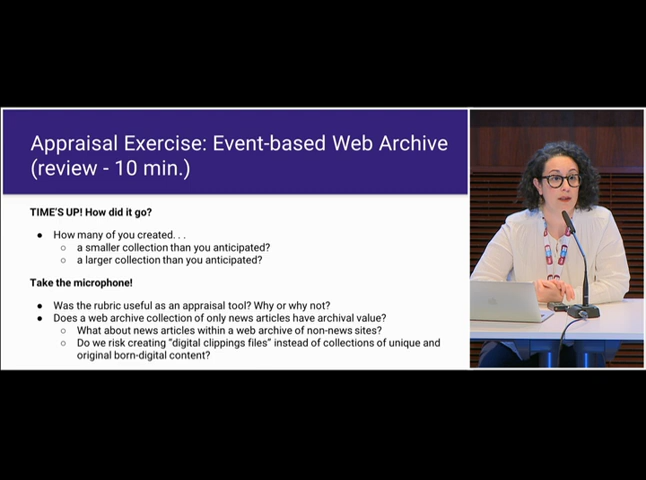 Appraisal Exercise: Event-based Web Archive
(review - 10 min.)
TIME'S UP! How did it go?
● How many of you created. . .
○ a smaller collection than you anticipated?
○ a larger collection than you anticipated?
Take the microphone!
● Was the rubric useful as an appraisal tool? Why or why not?
● Does a web archive collection of only news articles have archival value?
○ What about news articles within a web archive of non-news sites?
○ Do we risk creating "digital clippings files" instead of collections of unique and
original born-digital content?